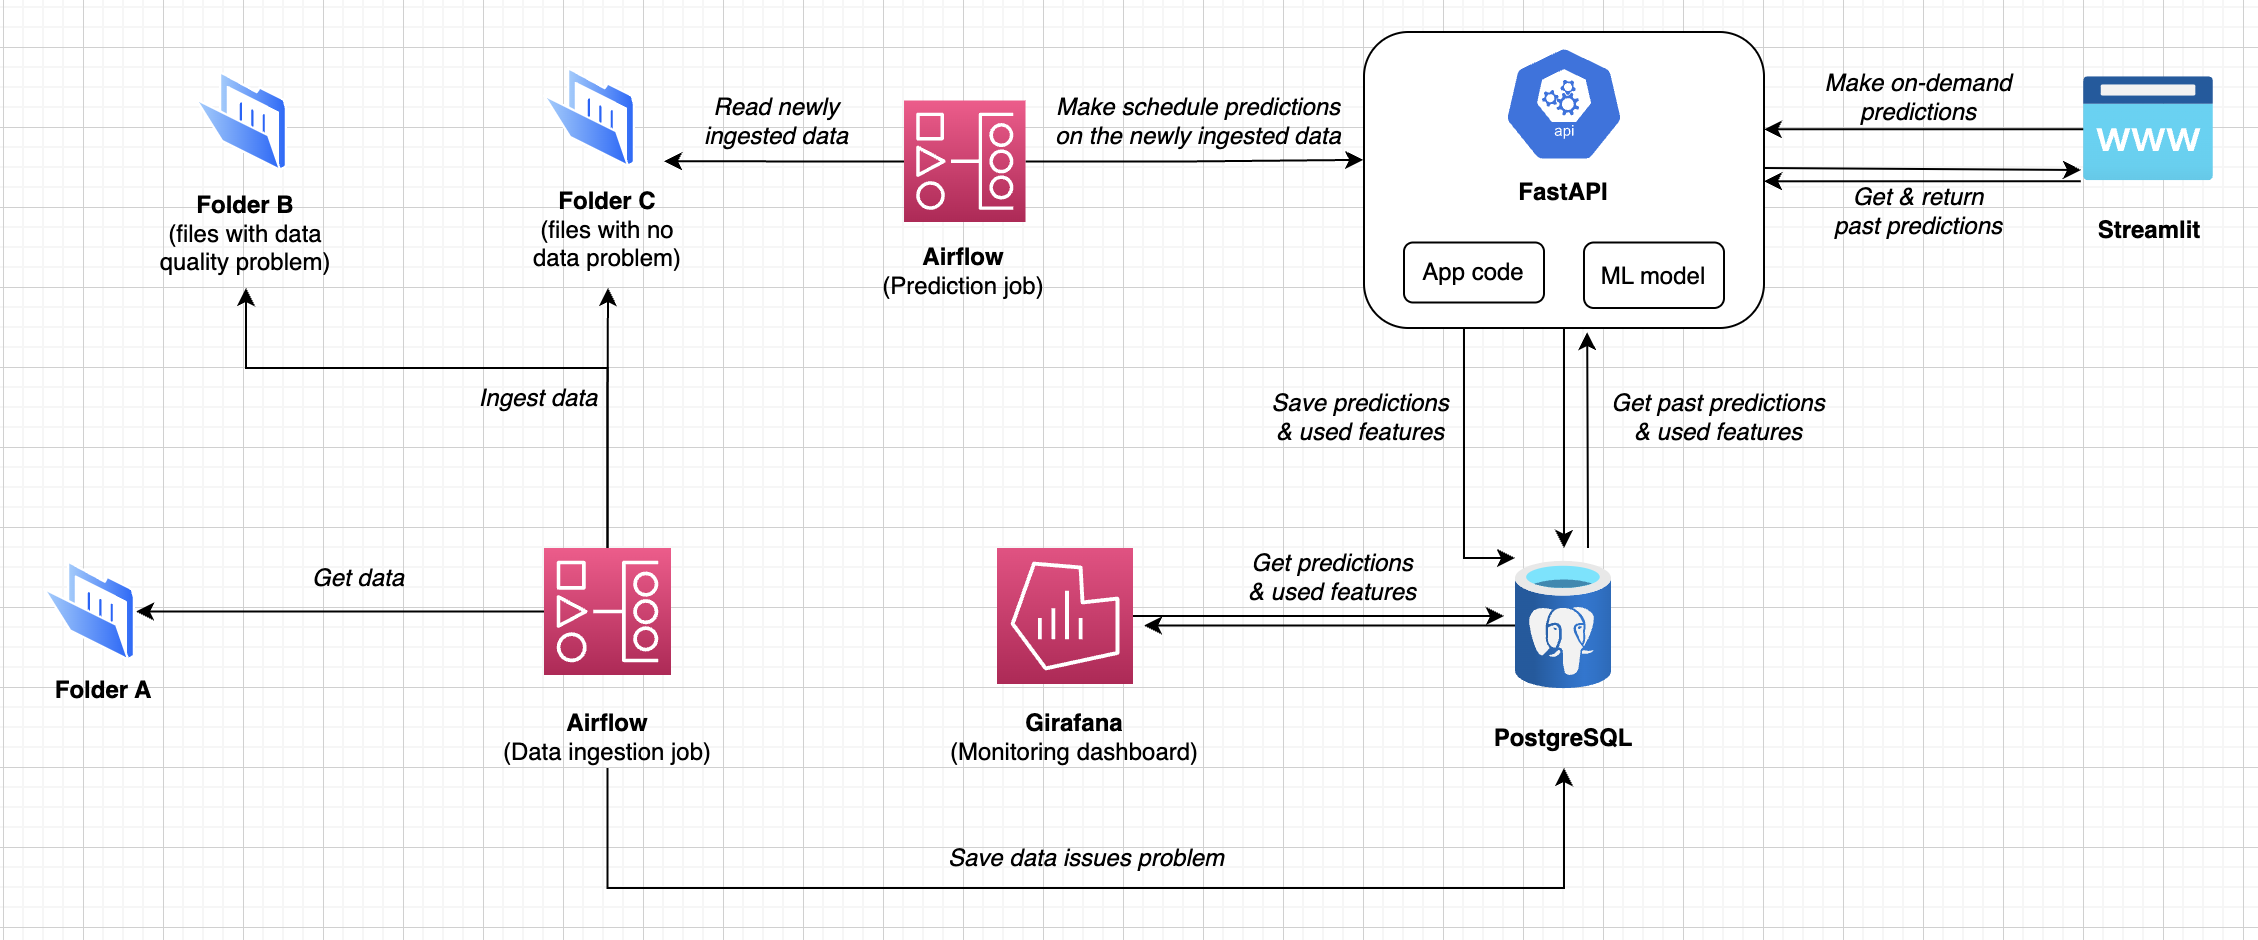 Folder B
(files with data
quality problem)
Folder C
(files with no
data problem)
Read newly
ingested data
Airflow
(Prediction job)
Make schedule predictions
on the newly ingested data
api
FastAPI
App code
ML model
Make on-demand
predictions
Get & return
past predictions
www
Streamlit
Ingest data
Save predictions
& used features
Get past predictions
& used features
Folder A
Get data
Airflow
(Data ingestion job)
Girafana
(Monitoring dashboard)
Get predictions
& used features
PostgreSQL
Save data issues problem